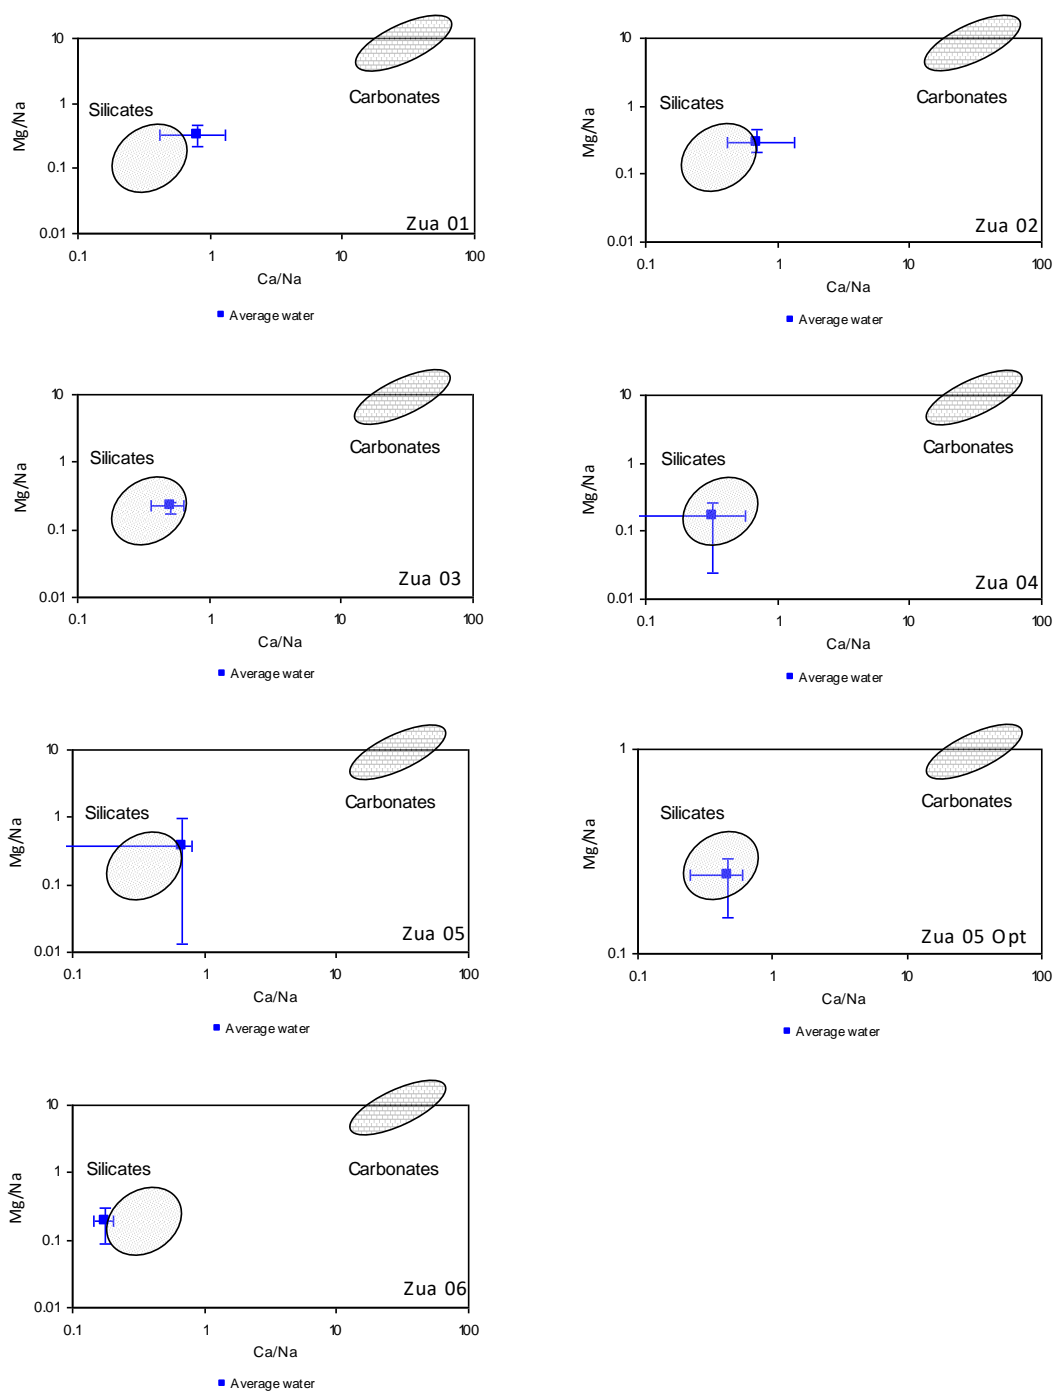 10
Mg/Na
1
0.1
0.01
Silicates
Carbonates
Zua 01
0.1 1 10 100
Ca/Na
Average water
10
Mg/Na
1
0.1
0.01
Silicates
Carbonates
Zua 02
0.1 1 10 100
Ca/Na
Average water
10
Mg/Na
1
0.1
0.01
Silicates
Carbonates
Zua 03
0.1 1 10 100
Ca/Na
Average water
10
Mg/Na
1
0.1
0.01
Silicates
Carbonates
Zua 04
0.1 1 10 100
Ca/Na
Average water
10
Mg/Na
1
0.1
0.01
Silicates
Carbonates
Zua 05
0.1 1 10 100
Ca/Na
Average water
1
Mg/Na
0.1
Silicates
Carbonates
Zua 05 Opt
0.1 1 10 100
Ca/Na
Average water
10
Mg/Na
1
0.1
0.01
Silicates
Carbonates
Zua 06
0.1 1 10 100
Ca/Na
Average water